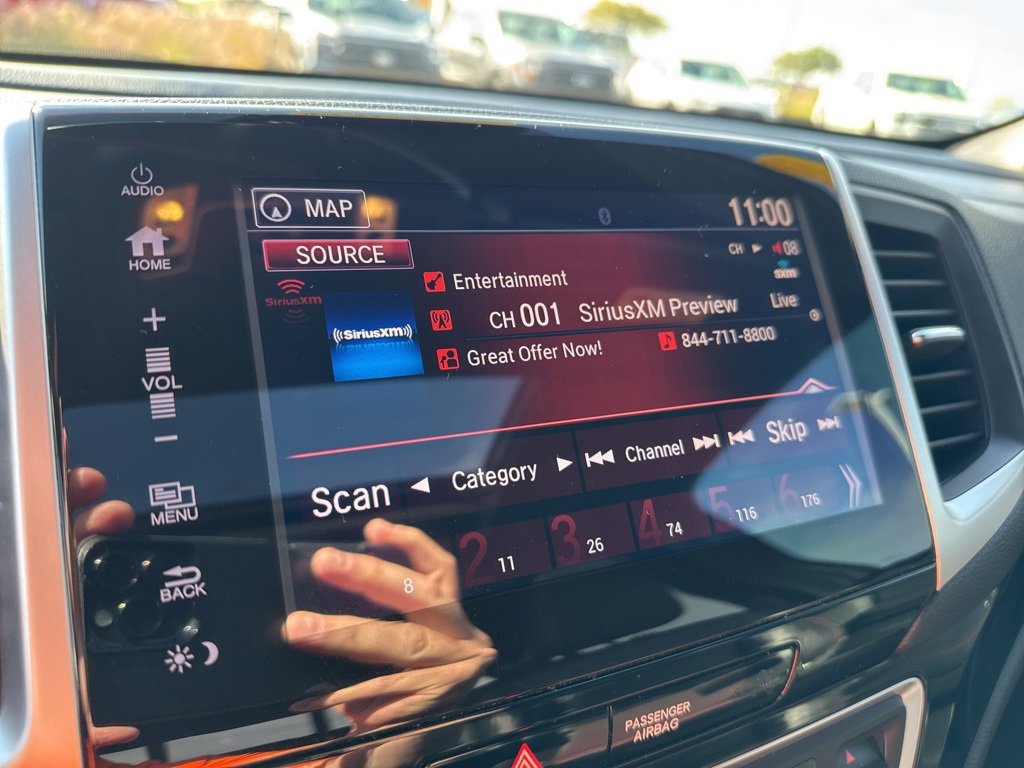 AUDIO
HOME
+
VOL
-
MENU
BACK
MAP
11:00
SOURCE
CH ▶ 08
SiriusXM
sxm
((SiriusXM))
Entertainment
CH 001 SiriusXM Preview
Live
Great Offer Now!
844-711-8800
Scan
◀ Category ▶
Channel
Skip
8
2 11
3 26
4 74
5 116
6 176
PASSENGER
AIRBAG